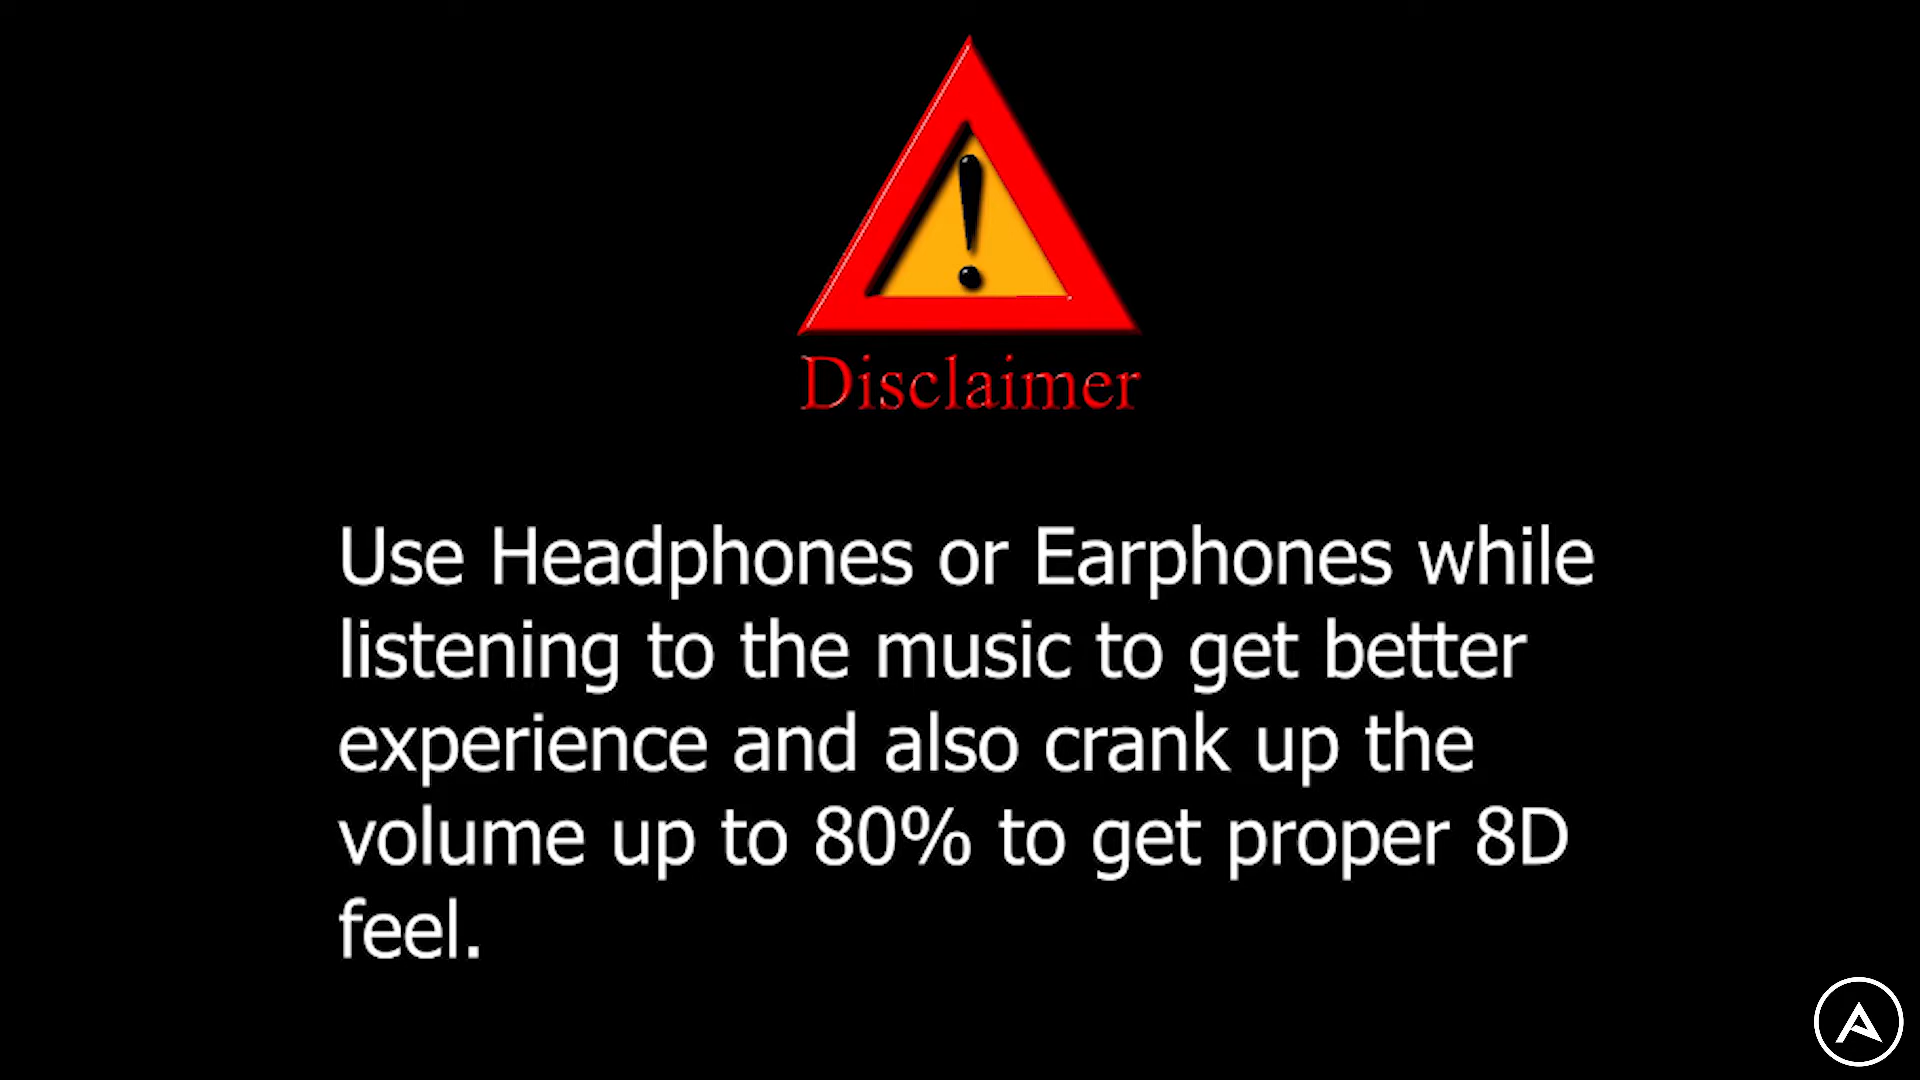 Disclaimer
Use Headphones or Earphones while
listening to the music to get better
experience and also crank up the
volume up to 80% to get proper 8D
feel.